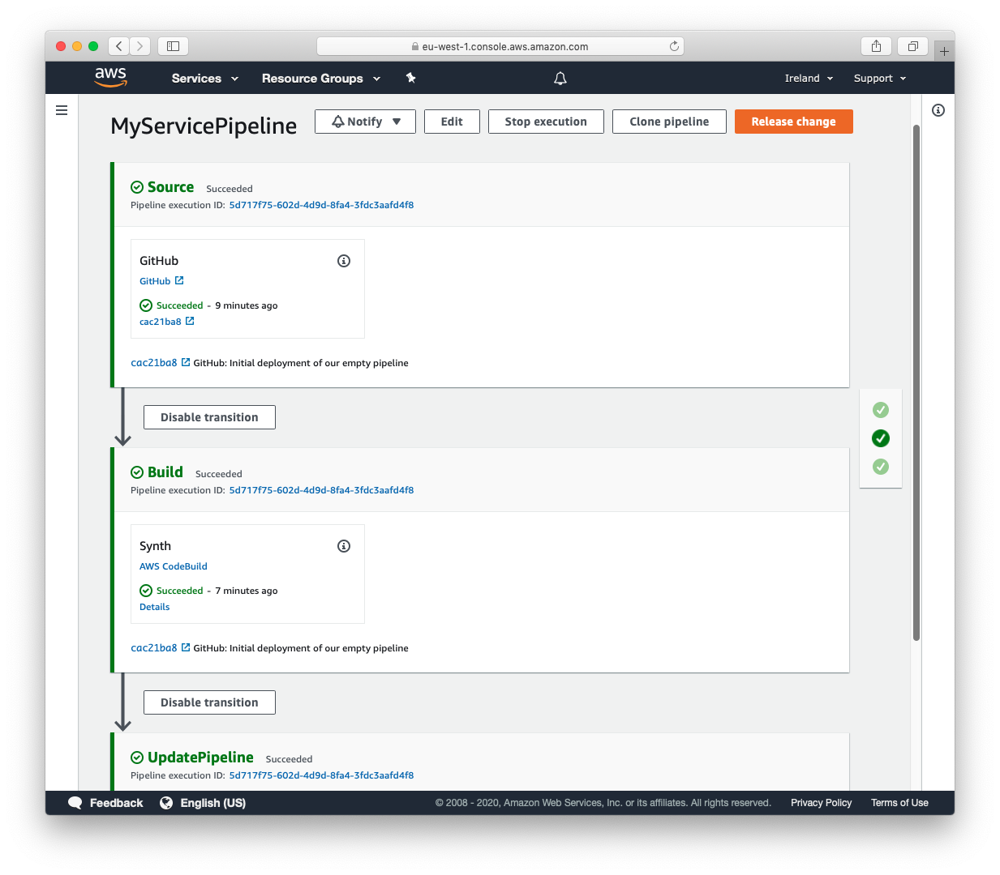 eu-west-1.console.aws.amazon.com
aws Services Resource Groups Ireland Support
MyServicePipeline Notify Edit Stop execution Clone pipeline Release change
Source Succeeded
Pipeline execution ID: 5d717f75-602d-4d9d-8fa4-3fdc3aafd4f8
GitHub
GitHub
Succeeded - 9 minutes ago
cac21ba8
cac21ba8 GitHub: Initial deployment of our empty pipeline
Disable transition
Build Succeeded
Pipeline execution ID: 5d717f75-602d-4d9d-8fa4-3fdc3aafd4f8
Synth
AWS CodeBuild
Succeeded - 7 minutes ago
Details
cac21ba8 GitHub: Initial deployment of our empty pipeline
Disable transition
UpdatePipeline Succeeded
Pipeline execution ID: 5d717f75-602d-4d9d-8fa4-3fdc3aafd4f8
Feedback English (US) © 2008 - 2020, Amazon Web Services, Inc. or its affiliates. All rights reserved. Privacy Policy Terms of Use